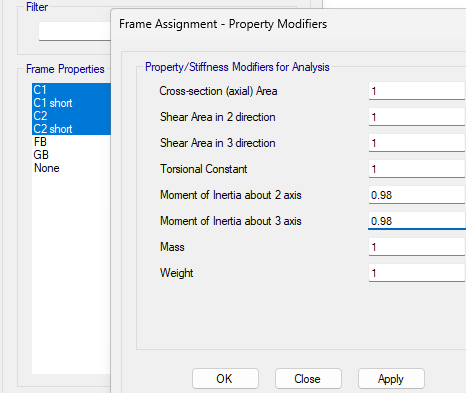 Filter
Frame Properties
C1
C1 short
C2
C2 short
FB
GB
None
Frame Assignment - Property Modifiers
Property/Stiffness Modifiers for Analysis
Cross-section (axial) Area 1
Shear Area in 2 direction 1
Shear Area in 3 direction 1
Torsional Constant 1
Moment of Inertia about 2 axis 0.98
Moment of Inertia about 3 axis 0.98
Mass 1
Weight 1
OK Close Apply